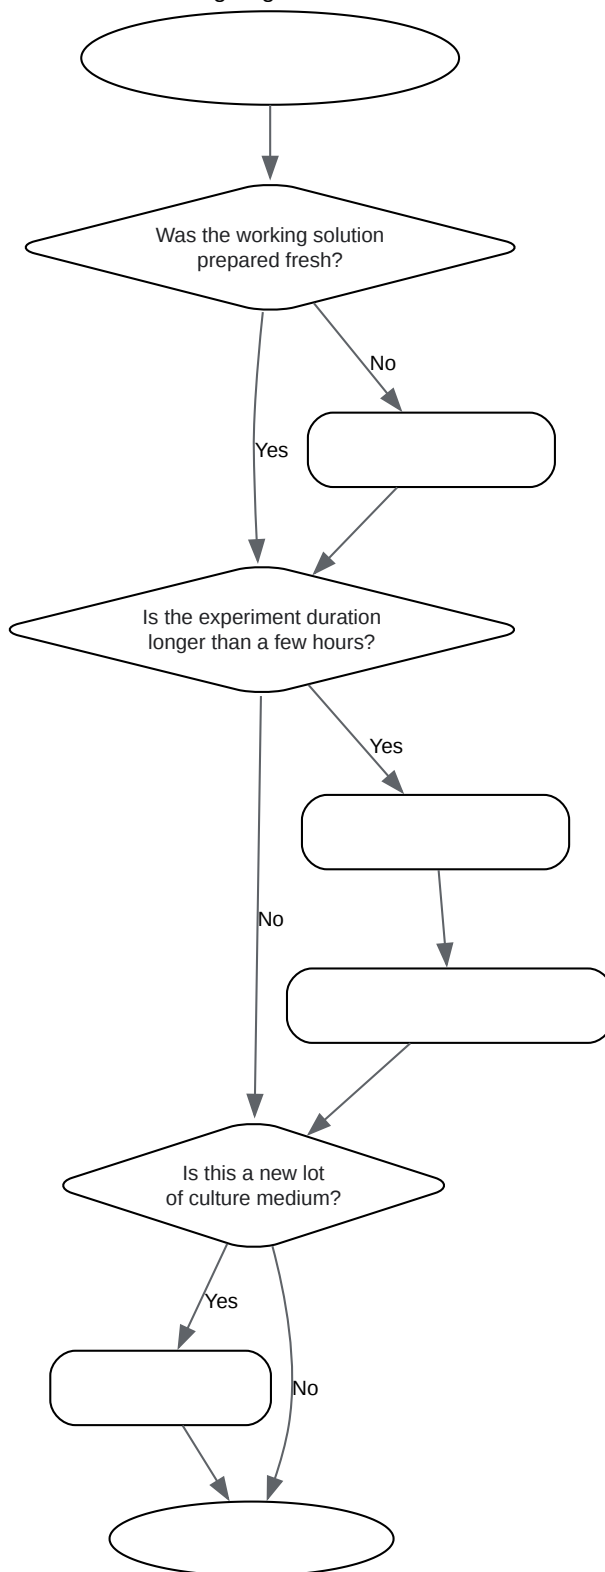 Was the working solution
prepared fresh?
No
Yes
Is the experiment duration
longer than a few hours?
Yes
No
Is this a new lot
of culture medium?
Yes
No